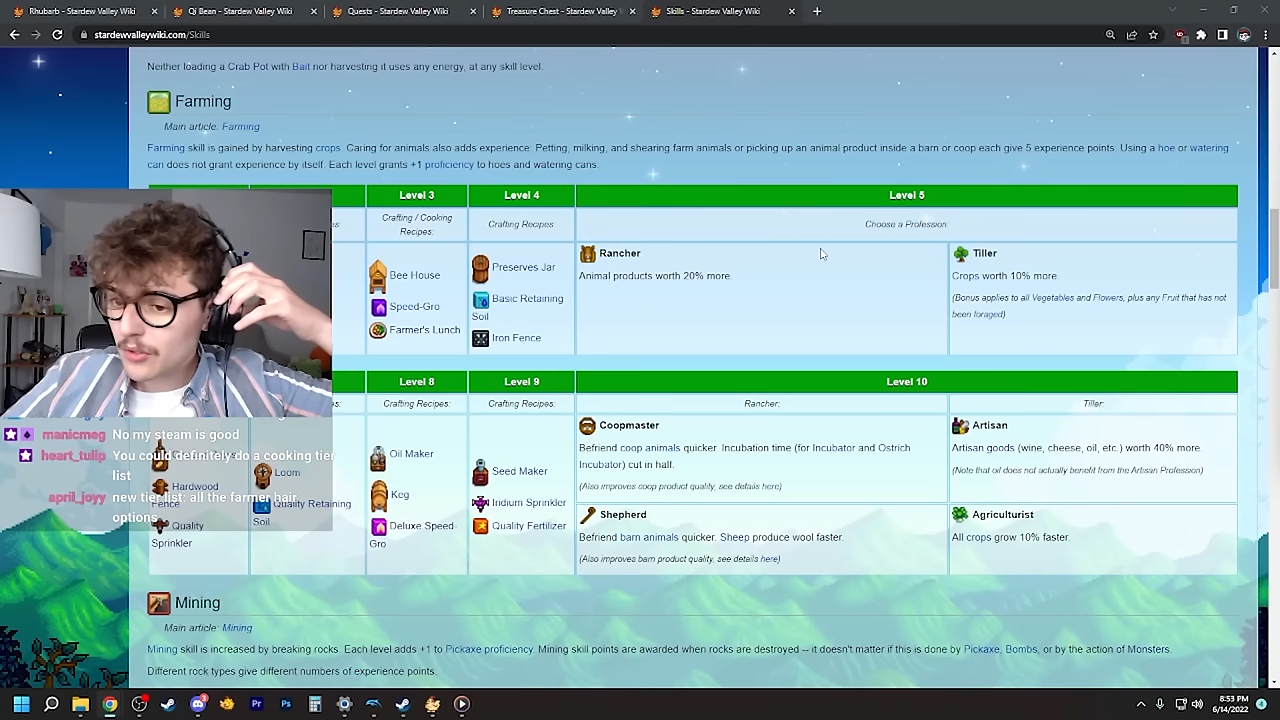 Rhubarb - Stardew Valley Wiki
Qi Bean - Stardew Valley Wiki
Quests - Stardew Valley Wiki
Treasure Chest - Stardew Valley
Skills - Stardew Valley Wiki
stardewvalleywiki.com/Skills
Neither loading a Crab Pot with Bait nor harvesting it uses any energy, at any skill level.
Farming
Main article: Farming
Farming skill is gained by harvesting crops. Caring for animals also adds experience. Petting, milking, and shearing farm animals or picking up an animal product inside a barn or coop each give 5 experience points. Using a hoe or watering
can does not grant experience by itself. Each level grants +1 proficiency to hoes and watering cans.
Level 3
Level 4
Level 5
Crafting / Cooking
Recipes:
Crafting Recipes:
Choose a Profession:
Bee House
Speed-Gro
Farmer's Lunch
Preserves Jar
Basic Retaining
Soil
Iron Fence
Rancher
Animal products worth 20% more.
Tiller
Crops worth 10% more.
(Bonus applies to all Vegetables and Flowers, plus any Fruit that has not
been foraged)
Level 8
Level 9
Level 10
Crafting Recipes:
Crafting Recipes:
Rancher:
Tiller:
Hardwood
Fence
Quality
Sprinkler
Loom
Quality Retaining
Soil
Oil Maker
Keg
Deluxe Speed-
Gro
Seed Maker
Iridium Sprinkler
Quality Fertilizer
Coopmaster
Befriend coop animals quicker. Incubation time (for Incubator and Ostrich
Incubator) cut in half.
(Also improves coop product quality, see details here)
Artisan
Artisan goods (wine, cheese, oil, etc.) worth 40% more.
(Note that oil does not actually benefit from the Artisan Profession)
Shepherd
Befriend barn animals quicker. Sheep produce wool faster.
(Also improves barn product quality, see details here)
Agriculturist
All crops grow 10% faster.
manicmeg No my steam is good
heart_tulip You could definitely do a cooking tier
list
april_joyy new tier list: all the farmer hair
options
Mining
Main article: Mining
Mining skill is increased by breaking rocks. Each level adds +1 to Pickaxe proficiency. Mining skill points are awarded when rocks are destroyed -- it doesn't matter if this is done by Pickaxe, Bombs, or by the action of Monsters.
Different rock types give different numbers of experience points.
8:53 PM
6/14/2022